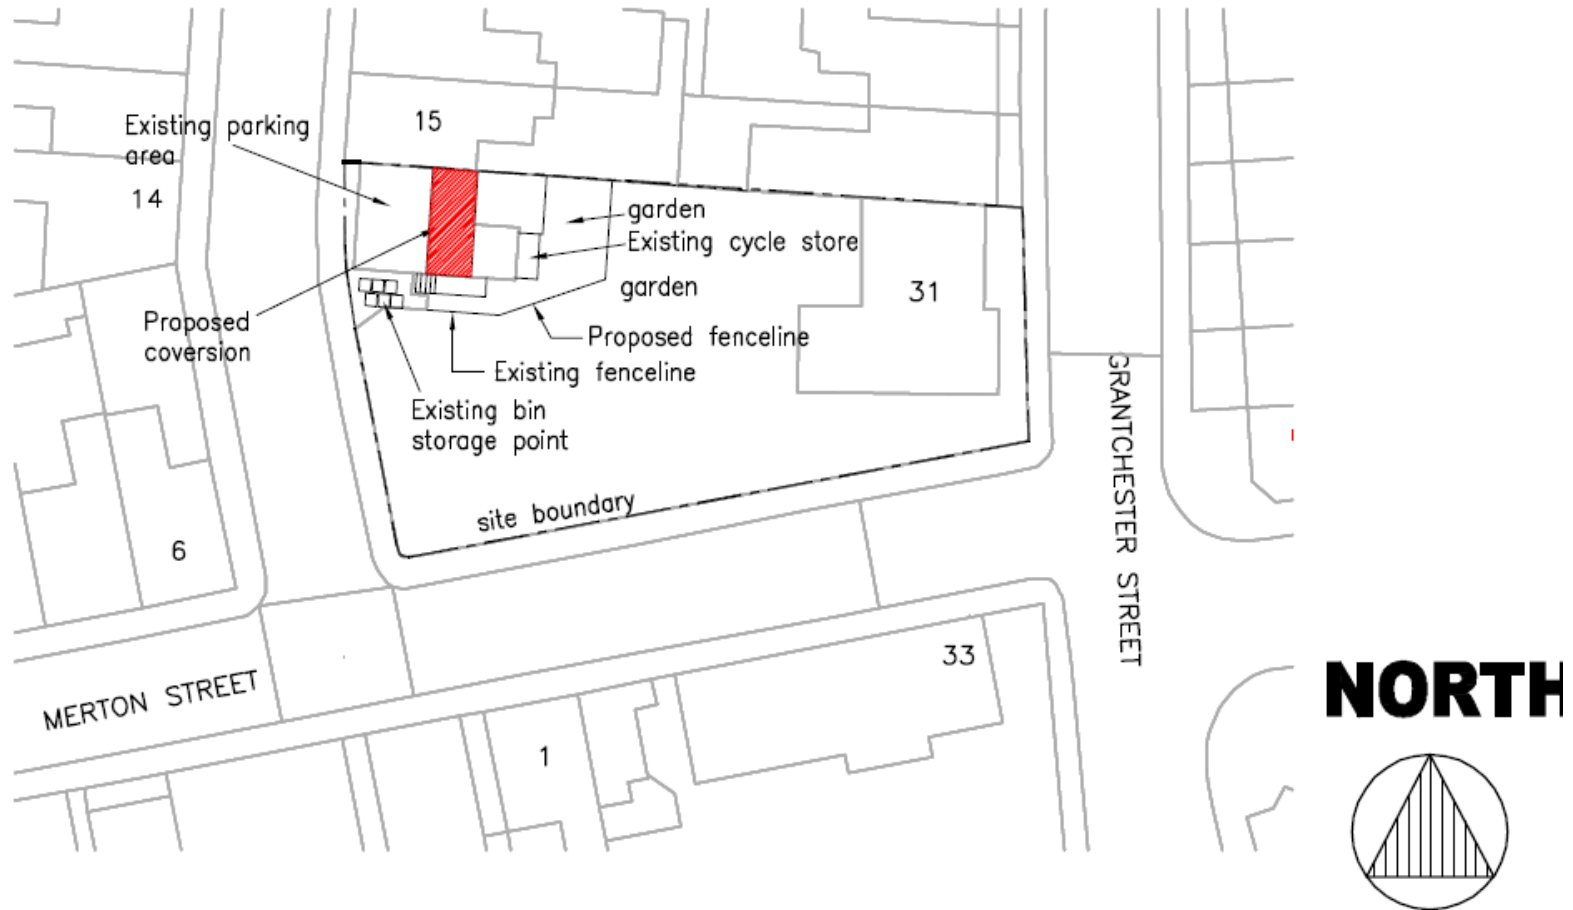 15
Existing parking
area
14
garden
Existing cycle store
garden
31
Proposed
coversion
Proposed fenceline
Existing fenceline
Existing bin
storage point
site boundary
GRANTCHESTER STREET
6
33
MERTON STREET
1
NORTH